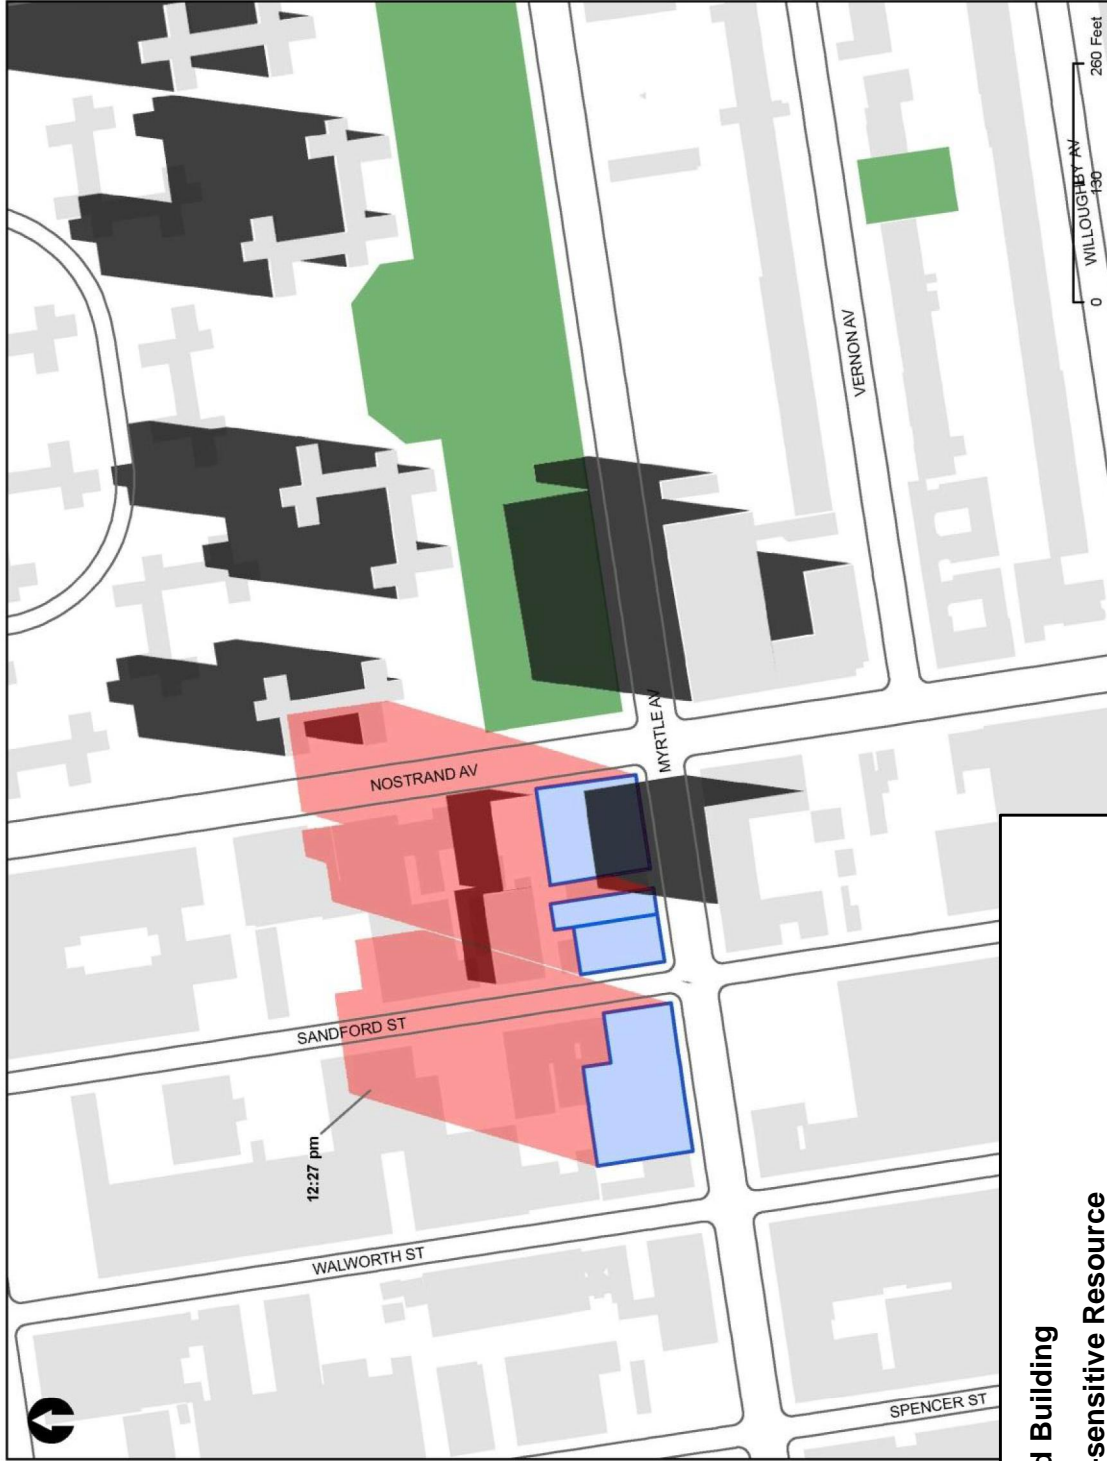 NOSTRAND AV
MYRTLE AV
VERNON AV
WILLOUGHBY AV
0 130 260 Feet
SANDFORD ST
12:27 pm
WALWORTH ST
SPENCER ST
d Building
-sensitive Resource